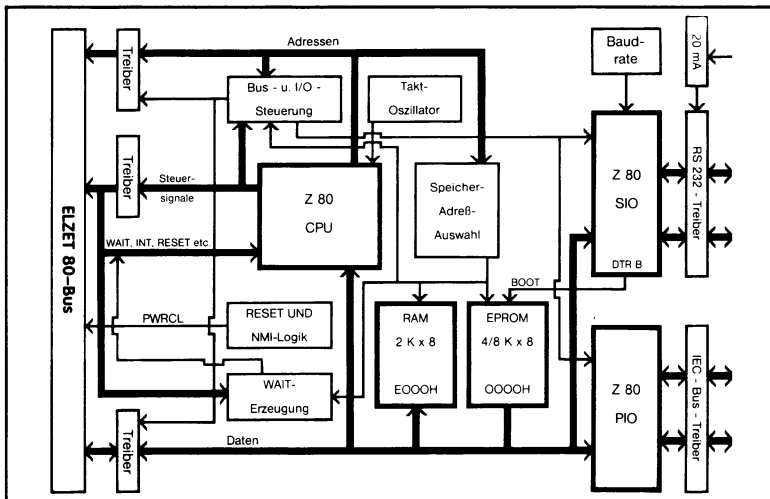 ELZET 80-Bus
Treiber
Adressen
Bus - u. I/O -
Steuerung
Takt-
Oszillator
Baud-
rate
20 mA
Treiber
Steuer-
signale
Z 80
CPU
Speicher-
Adreß-
Auswahl
Z 80
SIO
DTR B
RS 232 - Treiber
WAIT, INT, RESET etc.
BOOT
PWRCL
RESET UND
NMI-Logik
RAM
2 K x 8
EOOOH
EPROM
4/8 K x 8
OOOOH
WAIT-
Erzeugung
Z 80
PIO
IEC - Bus - Treiber
Treiber
Daten